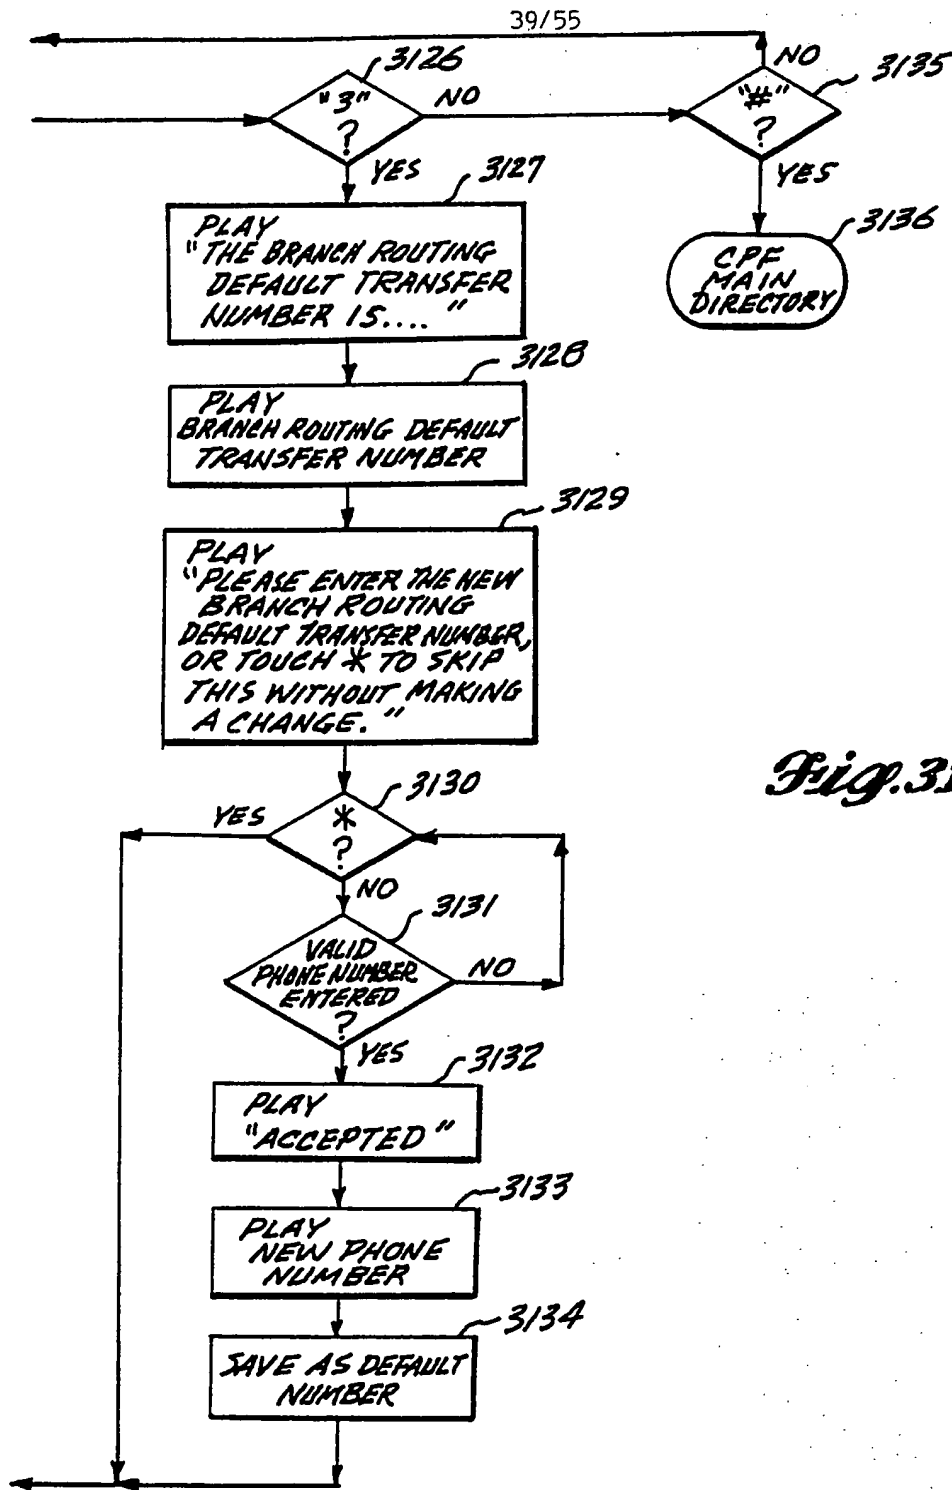 39/55
3126
"3"
?
NO
YES
NO
3135
"#"
?
YES
3136
CPF
MAIN
DIRECTORY
3127
PLAY
"THE BRANCH ROUTING
DEFAULT TRANSFER
NUMBER IS...."
3128
PLAY
BRANCH ROUTING DEFAULT
TRANSFER NUMBER
3129
PLAY
"PLEASE ENTER THE NEW
BRANCH ROUTING
DEFAULT TRANSFER NUMBER,
OR TOUCH * TO SKIP
THIS WITHOUT MAKING
A CHANGE."
Fig.31
3130
YES
*
?
NO
3131
VALID
PHONE NUMBER
ENTERED
?
NO
YES
3132
PLAY
"ACCEPTED"
3133
PLAY
NEW PHONE
NUMBER
3134
SAVE AS DEFAULT
NUMBER